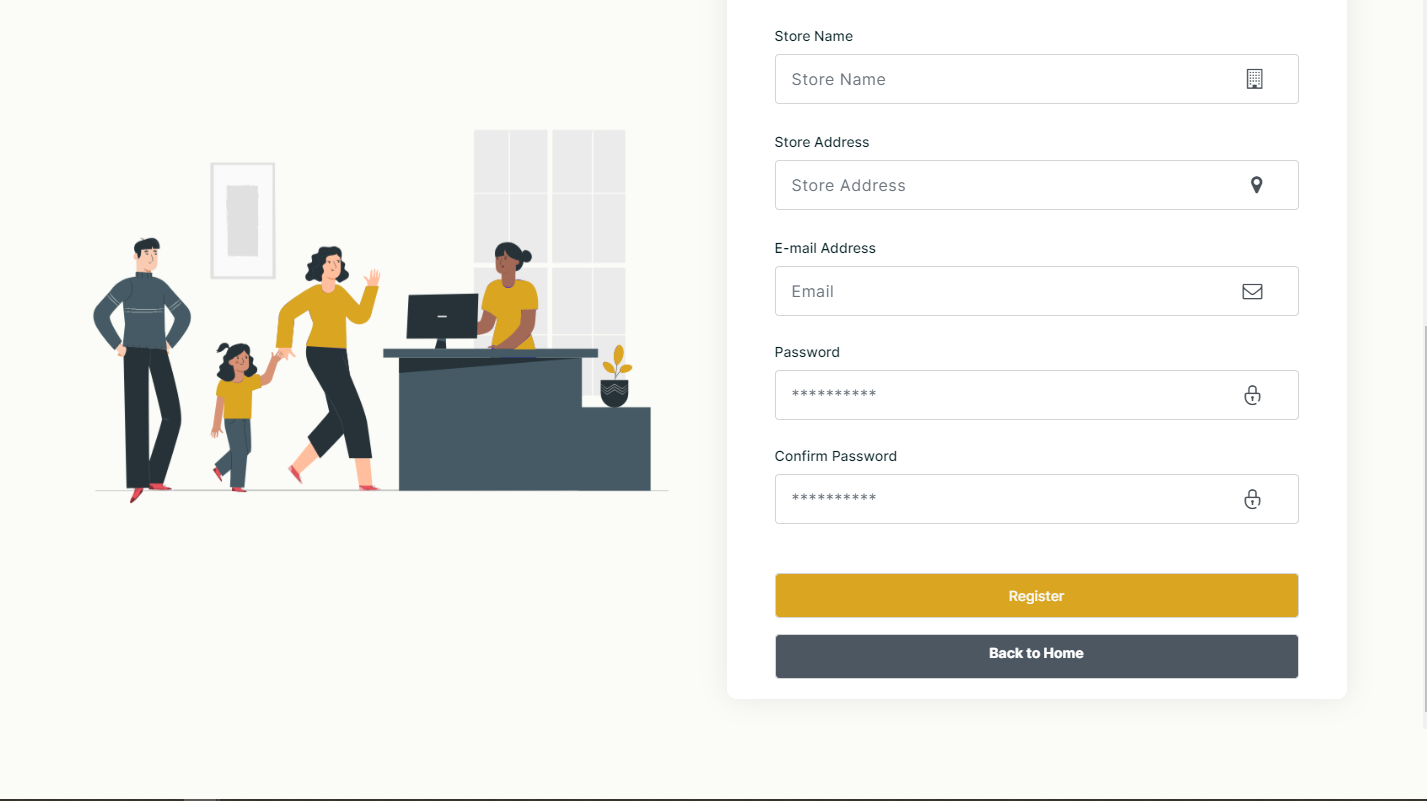 Store Name
Store Name
Store Address
Store Address
E-mail Address
Email
Password
**********
Confirm Password
**********
Register
Back to Home